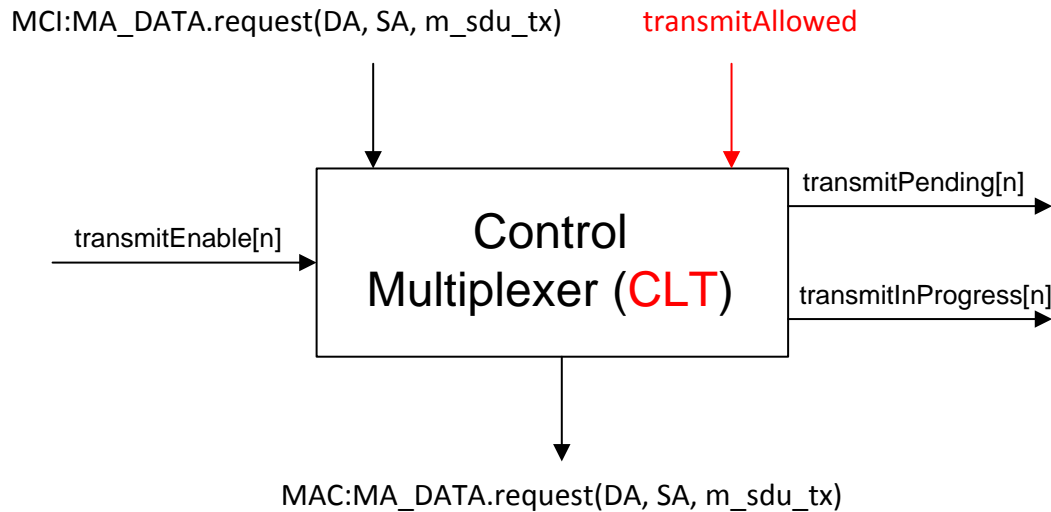 MCI:MA_DATA.request(DA, SA, m_sdu_tx)
transmitAllowed
transmitPending[n]
transmitEnable[n]
Control
Multiplexer (CLT)
transmitInProgress[n]
MAC:MA_DATA.request(DA, SA, m_sdu_tx)